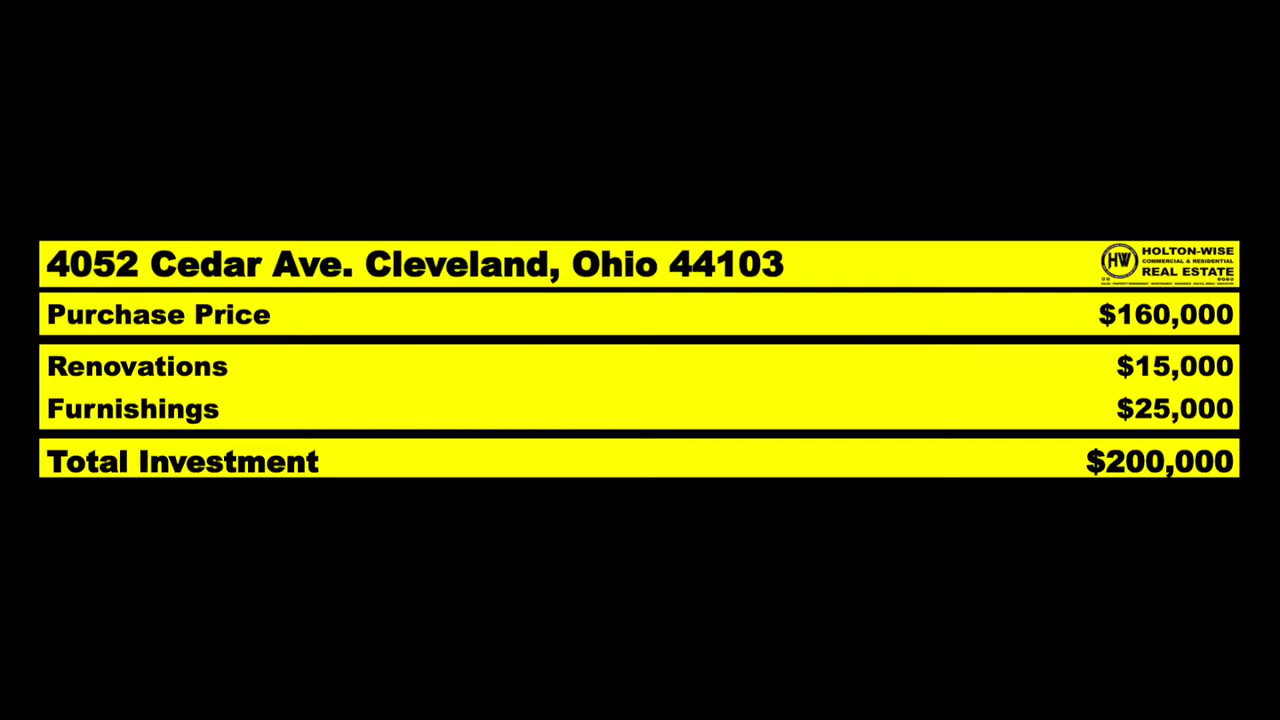 4052 Cedar Ave. Cleveland, Ohio 44103
HW
HOLTON-WISE
COMMERCIAL & RESIDENTIAL
REAL ESTATE
Purchase Price $160,000
Renovations $15,000
Furnishings $25,000
Total Investment $200,000